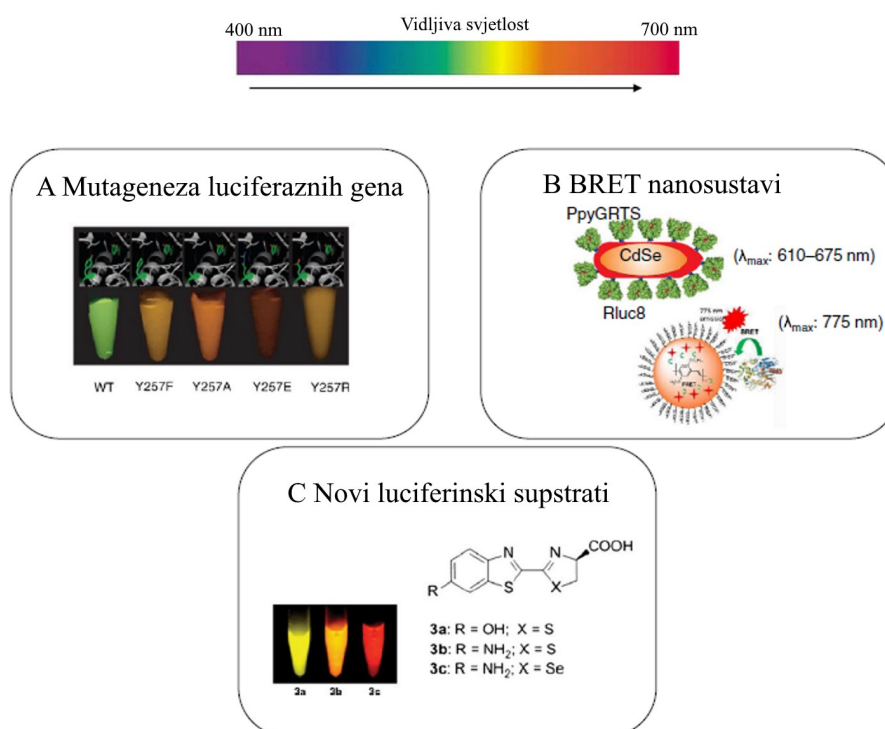 Vidljiva svjetlost
400 nm
700 nm
A Mutageneza luciferaznih gena
WT Y257F Y257A Y257E Y257R
B BRET nanosustavi
PpyGRTS
CdSe
(λmax: 610–675 nm)
Rluc8
775 nm
BRET
(λmax: 775 nm)
C Novi luciferinski supstrati
N N COOH
R S X
3a: R = OH; X = S
3b: R = NH₂; X = S
3c: R = NH₂; X = Se
3a 3b 3c